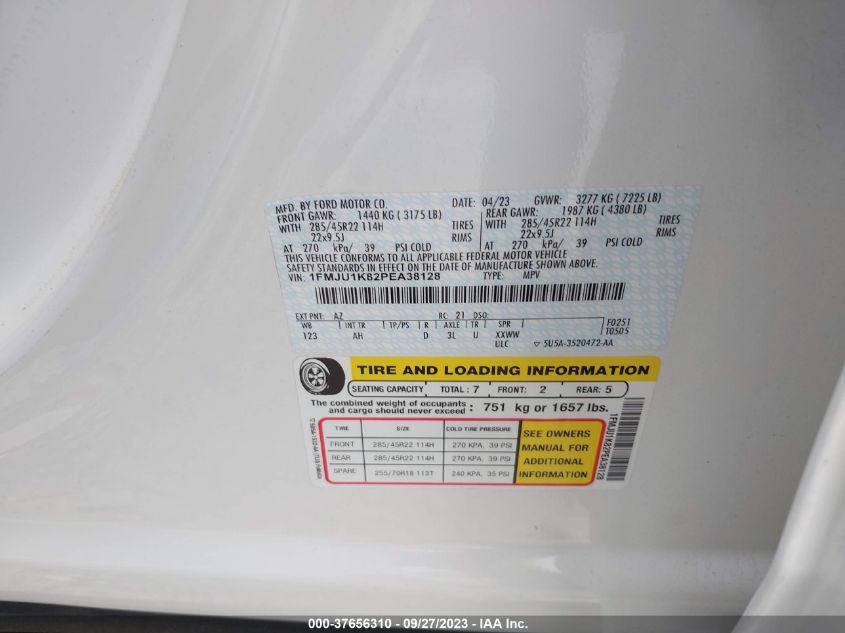 MFD. BY FORD MOTOR CO. DATE: 04/23 GVWR: 3277 KG ( 7225 LB)
FRONT GAWR: 1440 KG ( 3175 LB) REAR GAWR: 1987 KG ( 4380 LB)
WITH 285/45R22 114H TIRES WITH 285/45R22 114H TIRES
22x9.5J RIMS 22x9.5J RIMS
AT 270 kPa/ 39 PSI COLD AT 270 kPa/ 39 PSI COLD
THIS VEHICLE CONFORMS TO ALL APPLICABLE FEDERAL MOTOR VEHICLE
SAFETY STANDARDS IN EFFECT ON THE DATE OF MANUFACTURE SHOWN ABOVE.
VIN: 1FMJU1K82PEA38128 TYPE: MPV
EXT PNT: AZ RC: 21 DSO: F0251
WB INT TR TP/PS R AXLE TR SPR T0505
123 AH D 3L U XXWW
ULC 5U5A-3520472-AA
TIRE AND LOADING INFORMATION
SEATING CAPACITY TOTAL: 7 FRONT: 2 REAR: 5
The combined weight of occupants
and cargo should never exceed: 751 kg or 1657 lbs.
TIRE SIZE COLD TIRE PRESSURE
FRONT 285/45R22 114H 270 KPA, 39 PSI
REAR 285/45R22 114H 270 KPA, 39 PSI
SPARE 255/70R18 113T 240 KPA, 35 PSI
SEE OWNERS
MANUAL FOR
ADDITIONAL
INFORMATION
1FMJU1K82PEA38128
000-37656310 - 09/27/2023 - IAA Inc.